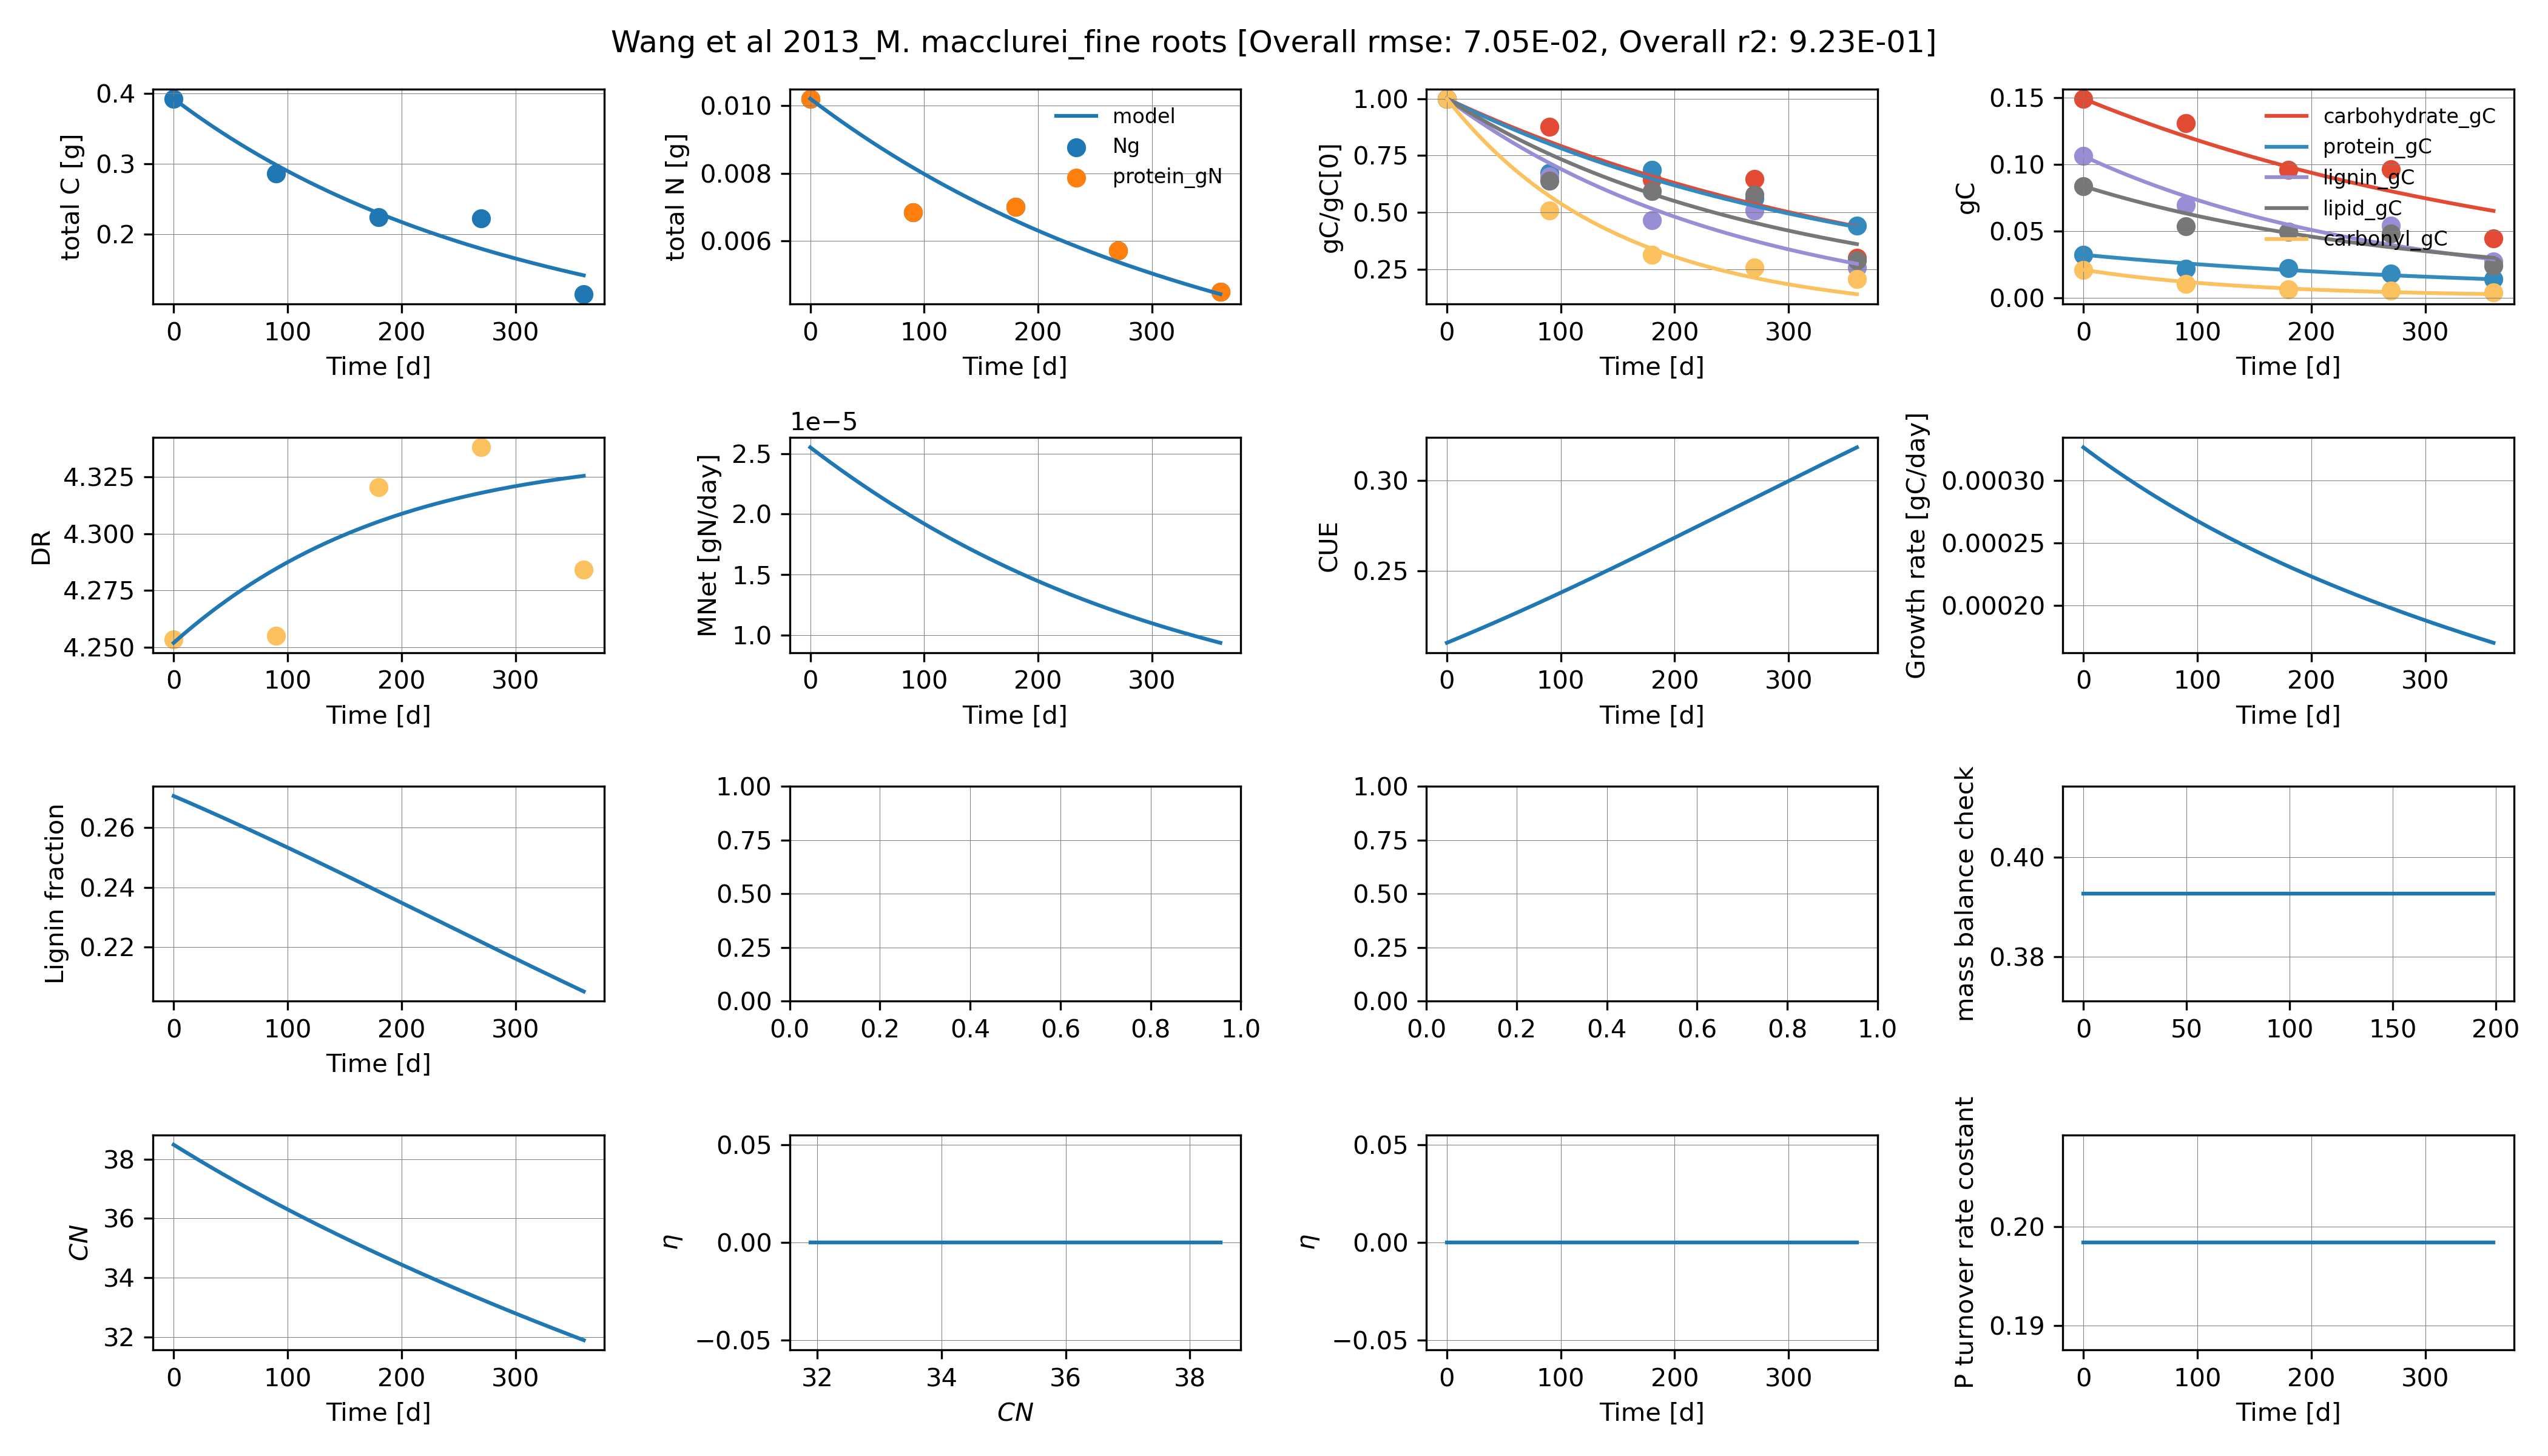 Wang et al 2013_M. macclurei_fine roots [Overall rmse: 7.05E-02, Overall r2: 9.23E-01]
total C [g]
0.4
0.3
0.2
0 100 200 300
Time [d]
total N [g]
0.010
0.008
0.006
model
Ng
protein_gN
0 100 200 300
Time [d]
gC/gC[0]
1.00
0.75
0.50
0.25
0 100 200 300
Time [d]
gC
0.15
0.10
0.05
0.00
carbohydrate_gC
protein_gC
lignin_gC
lipid_gC
carbonyl_gC
0 100 200 300
Time [d]
DR
4.325
4.300
4.275
4.250
0 100 200 300
Time [d]
1e−5
MNet [gN/day]
2.5
2.0
1.5
1.0
0 100 200 300
Time [d]
CUE
0.30
0.25
0 100 200 300
Time [d]
Growth rate [gC/day]
0.00030
0.00025
0.00020
0 100 200 300
Time [d]
Lignin fraction
0.26
0.24
0.22
0 100 200 300
Time [d]
1.00
0.75
0.50
0.25
0.00
0.0 0.2 0.4 0.6 0.8 1.0
1.00
0.75
0.50
0.25
0.00
0.0 0.2 0.4 0.6 0.8 1.0
mass balance check
0.40
0.38
0 50 100 150 200
CN
38
36
34
32
0 100 200 300
Time [d]
η
0.05
0.00
−0.05
32 34 36 38
CN
η
0.05
0.00
−0.05
0 100 200 300
Time [d]
P turnover rate costant
0.20
0.19
0 100 200 300
Time [d]